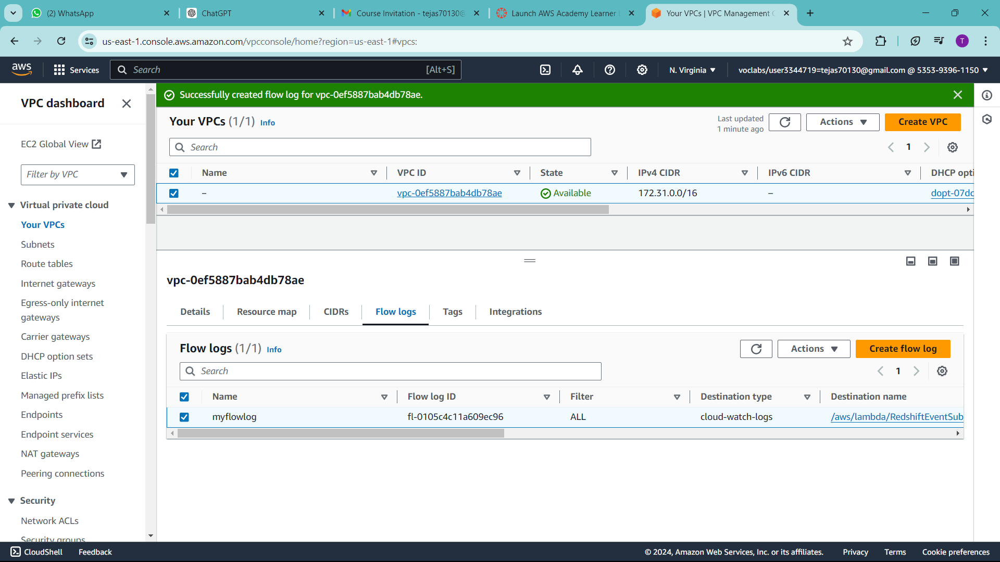 (2) WhatsApp
ChatGPT
Course Invitation - tejas70130@
Launch AWS Academy Learner
Your VPCs | VPC Management
us-east-1.console.aws.amazon.com/vpcconsole/home?region=us-east-1#vpcs:
T
aws
Services
Search
[Alt+S]
N. Virginia
voclabs/user3344719=tejas70130@gmail.com @ 5353-9396-1150
VPC dashboard
EC2 Global View
Filter by VPC
Virtual private cloud
Your VPCs
Subnets
Route tables
Internet gateways
Egress-only internet
gateways
Carrier gateways
DHCP option sets
Elastic IPs
Managed prefix lists
Endpoints
Endpoint services
NAT gateways
Peering connections
Security
Network ACLs
Security groups
Successfully created flow log for vpc-0ef5887bab4db78ae.
Your VPCs (1/1) Info
Last updated
1 minute ago
Actions
Create VPC
Search
1
Name VPC ID State IPv4 CIDR IPv6 CIDR DHCP opti
– vpc-0ef5887bab4db78ae Available 172.31.0.0/16 – dopt-07dc
vpc-0ef5887bab4db78ae
Details Resource map CIDRs Flow logs Tags Integrations
Flow logs (1/1) Info
Actions
Create flow log
Search
1
Name Flow log ID Filter Destination type Destination name
myflowlog fl-0105c4c11a609ec96 ALL cloud-watch-logs /aws/lambda/RedshiftEventSub
CloudShell Feedback
© 2024, Amazon Web Services, Inc. or its affiliates. Privacy Terms Cookie preferences